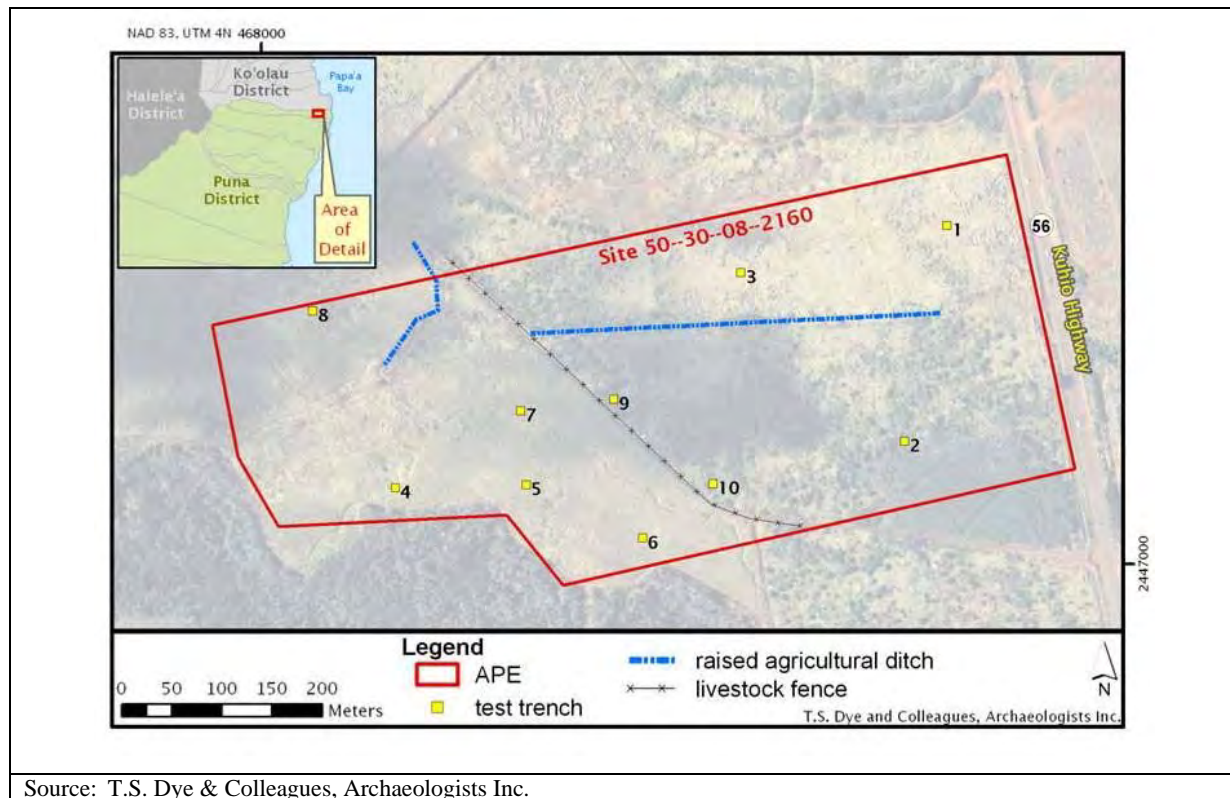 NAD 83, UTM 4N 468000
Ko'olau
District
Papa'a
Bay
Halele'a
District
Puna
District
Area
of
Detail
Site 50--30--08--2160
1
56
Kuhio Highway
3
8
9
7
2
4
5
10
6
2447000
Legend
APE
test trench
raised agricultural ditch
livestock fence
0 50 100 150 200
Meters
N
T.S. Dye and Colleagues, Archaeologists Inc.
Source: T.S. Dye & Colleagues, Archaeologists Inc.